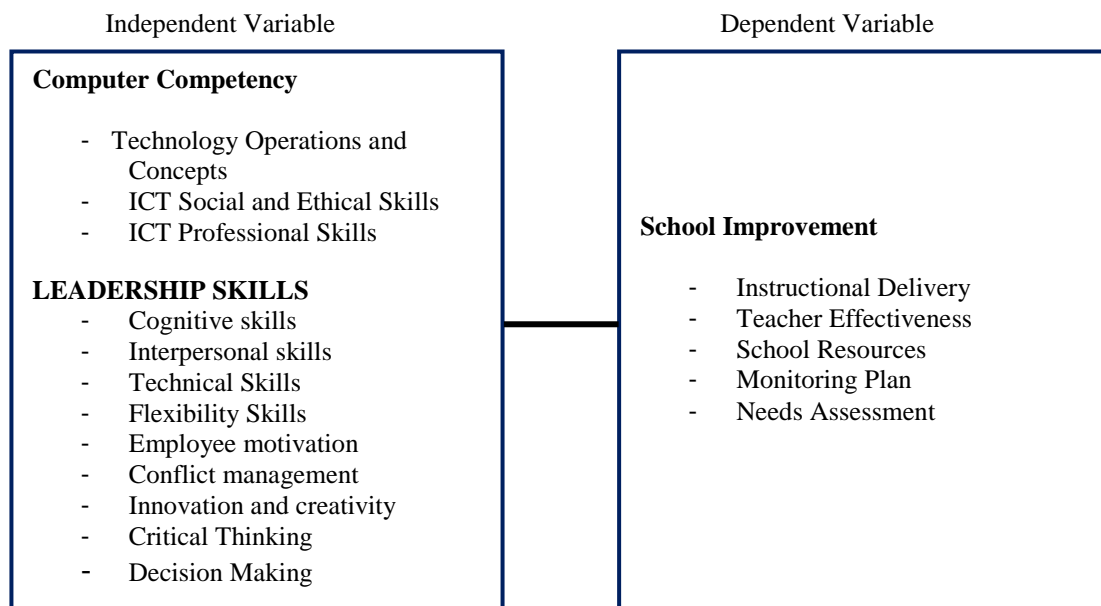 Independent Variable
Dependent Variable
Computer Competency
- Technology Operations and
Concepts
- ICT Social and Ethical Skills
- ICT Professional Skills
LEADERSHIP SKILLS
- Cognitive skills
- Interpersonal skills
- Technical Skills
- Flexibility Skills
- Employee motivation
- Conflict management
- Innovation and creativity
- Critical Thinking
- Decision Making
School Improvement
- Instructional Delivery
- Teacher Effectiveness
- School Resources
- Monitoring Plan
- Needs Assessment